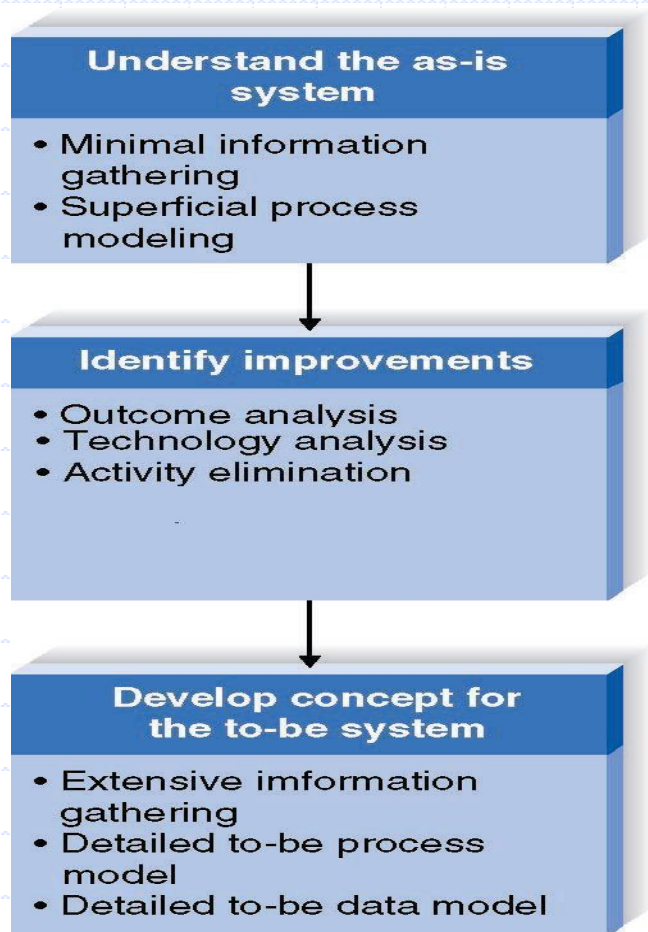 Understand the as-is
system
• Minimal information
gathering
• Superficial process
modeling
Identify improvements
• Outcome analysis
• Technology analysis
• Activity elimination
Develop concept for
the to-be system
• Extensive imformation
gathering
• Detailed to-be process
model
• Detailed to-be data model